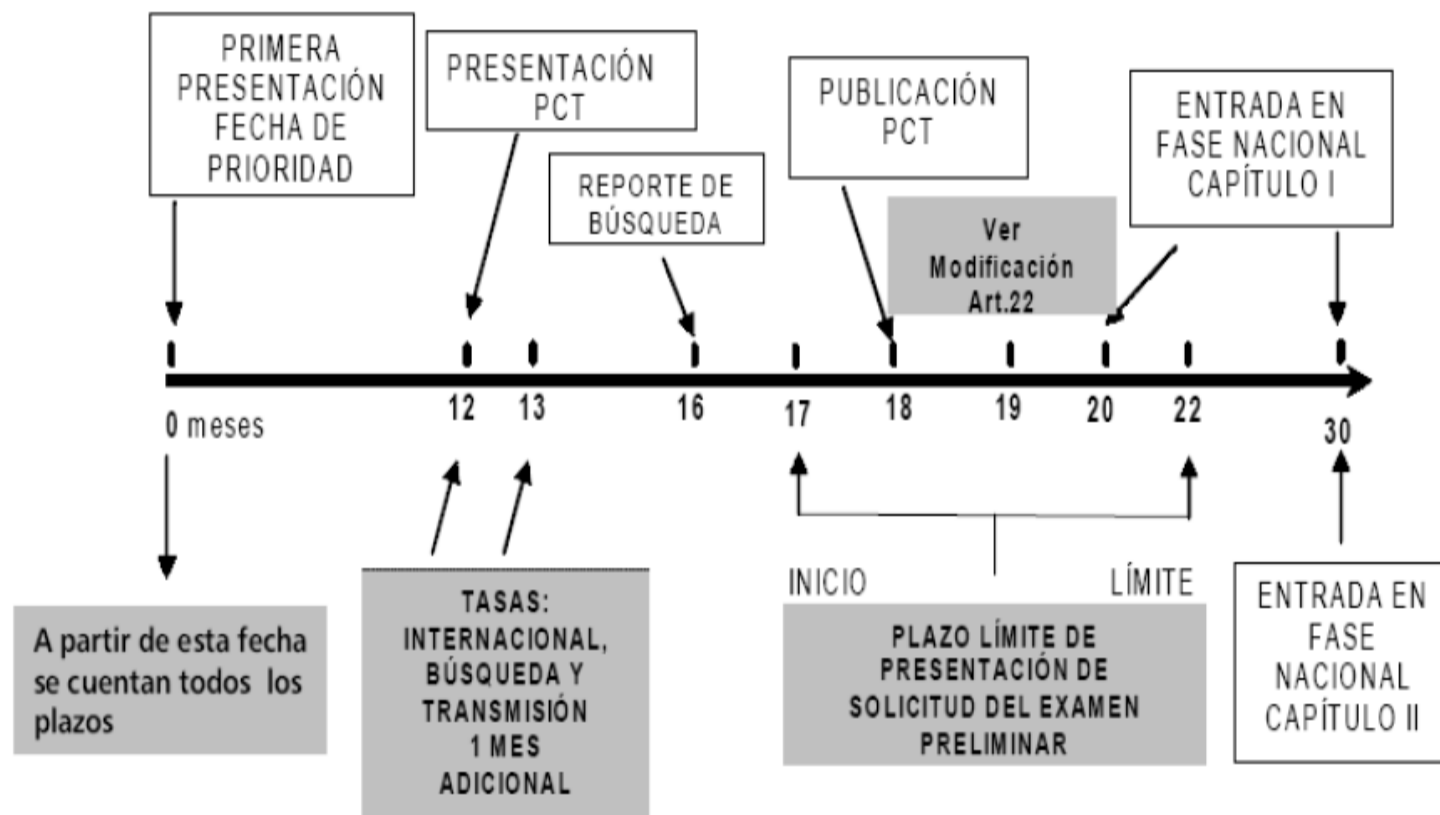 PRIMERA
PRESENTACIÓN
FECHA DE
PRIORIDAD
PRESENTACIÓN
PCT
REPORTE DE
BÚSQUEDA
PUBLICACIÓN
PCT
Ver
Modificación
Art.22
ENTRADA EN
FASE NACIONAL
CAPÍTULO I
0 meses
12
13
16
17
18
19
20
22
30
A partir de esta fecha
se cuentan todos los
plazos
TASAS:
INTERNACIONAL,
BÚSQUEDA Y
TRANSMISIÓN
1 MES
ADICIONAL
INICIO
LÍMITE
PLAZO LÍMITE DE
PRESENTACIÓN DE
SOLICITUD DEL EXAMEN
PRELIMINAR
ENTRADA EN
FASE
NACIONAL
CAPÍTULO II